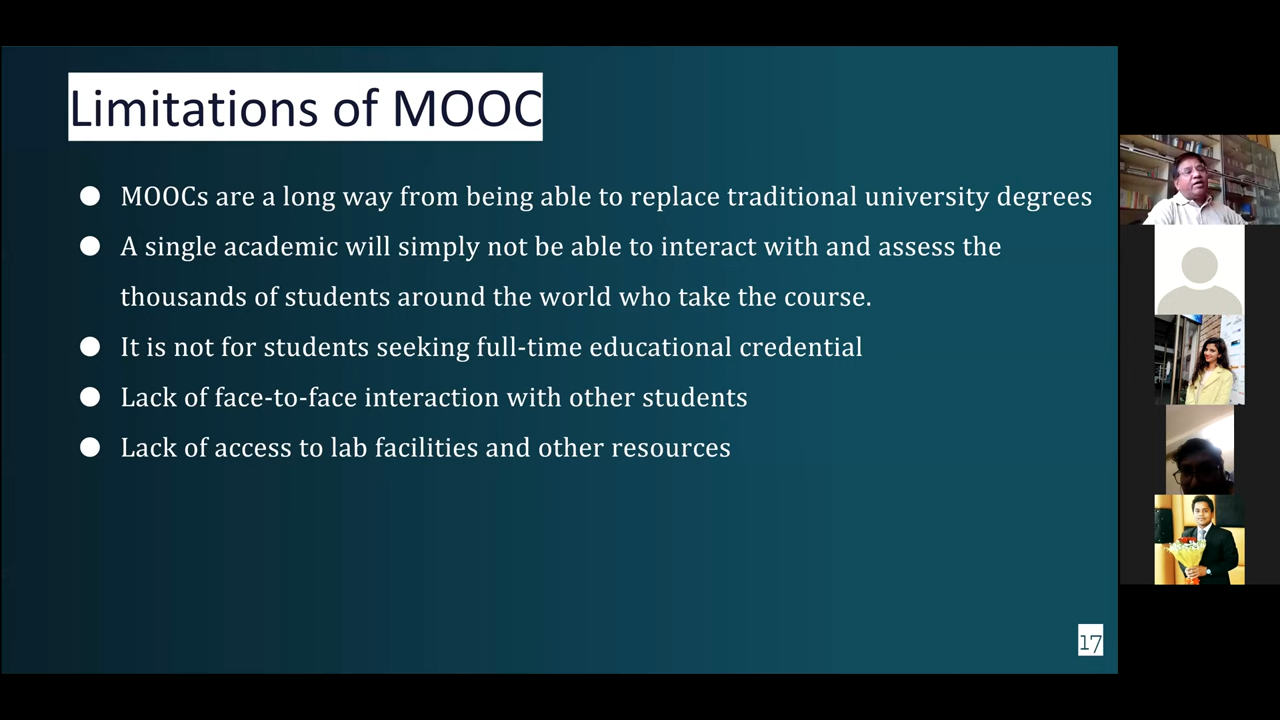 Limitations of MOOC
● MOOCs are a long way from being able to replace traditional university degrees
● A single academic will simply not be able to interact with and assess the
thousands of students around the world who take the course.
● It is not for students seeking full-time educational credential
● Lack of face-to-face interaction with other students
● Lack of access to lab facilities and other resources
17